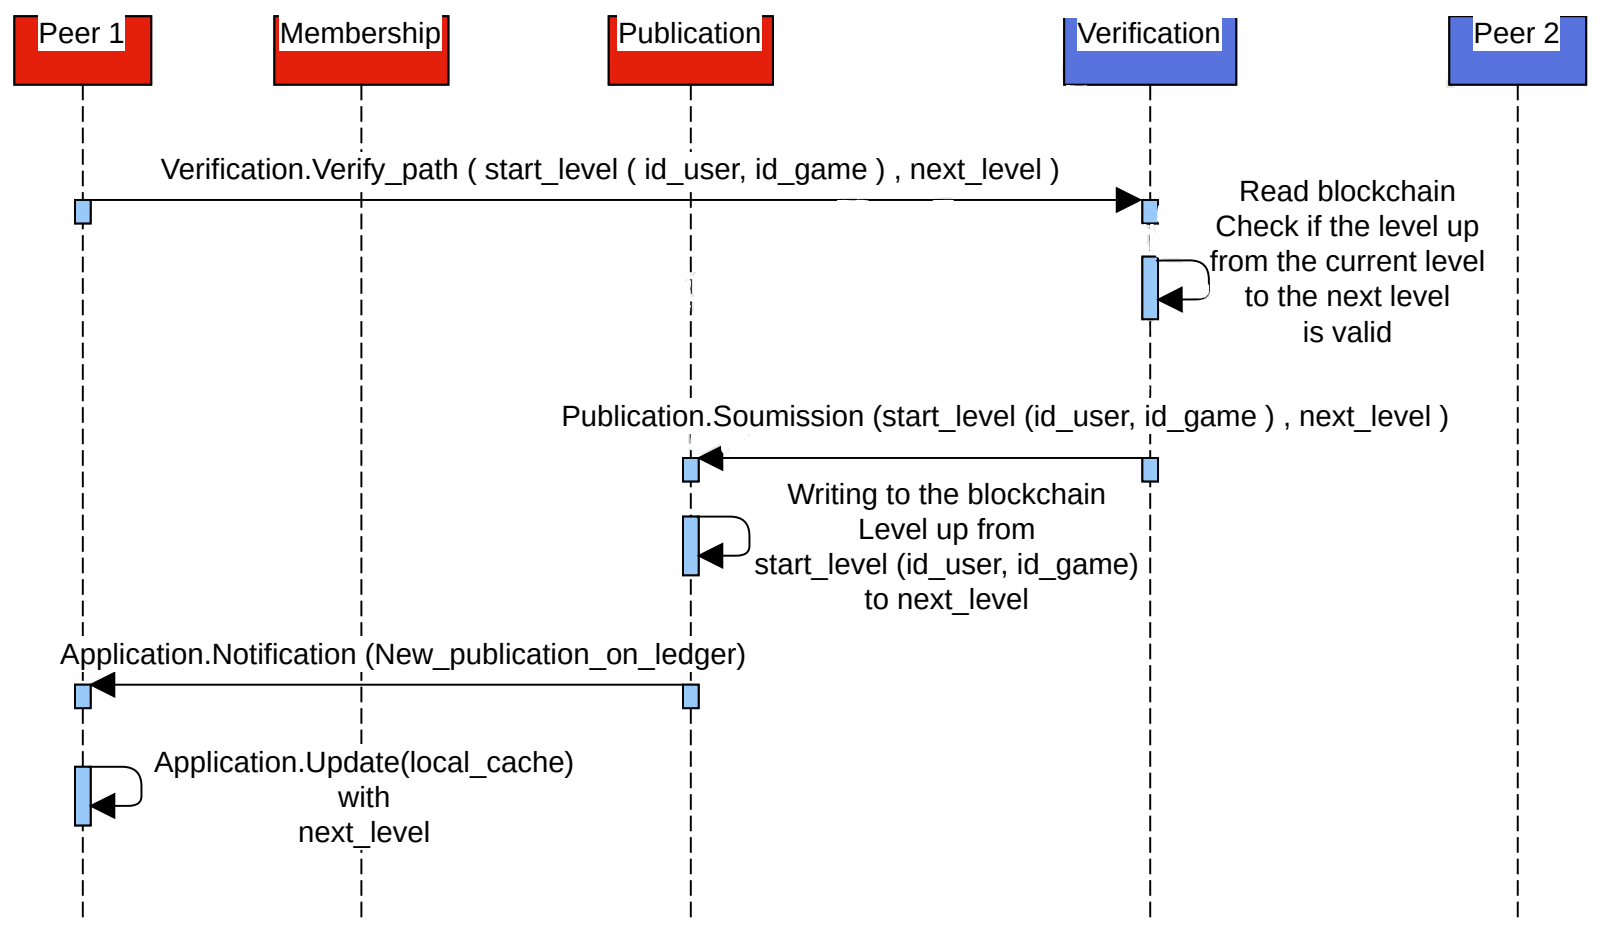 Peer 1
Membership
Publication
Verification
Peer 2
Verification.Verify_path ( start_level ( id_user, id_game ) , next_level )
Read blockchain
Check if the level up
from the current level
to the next level
is valid
Publication.Soumission (start_level (id_user, id_game ) , next_level )
Writing to the blockchain
Level up from
start_level (id_user, id_game)
to next_level
Application.Notification (New_publication_on_ledger)
Application.Update(local_cache)
with
next_level